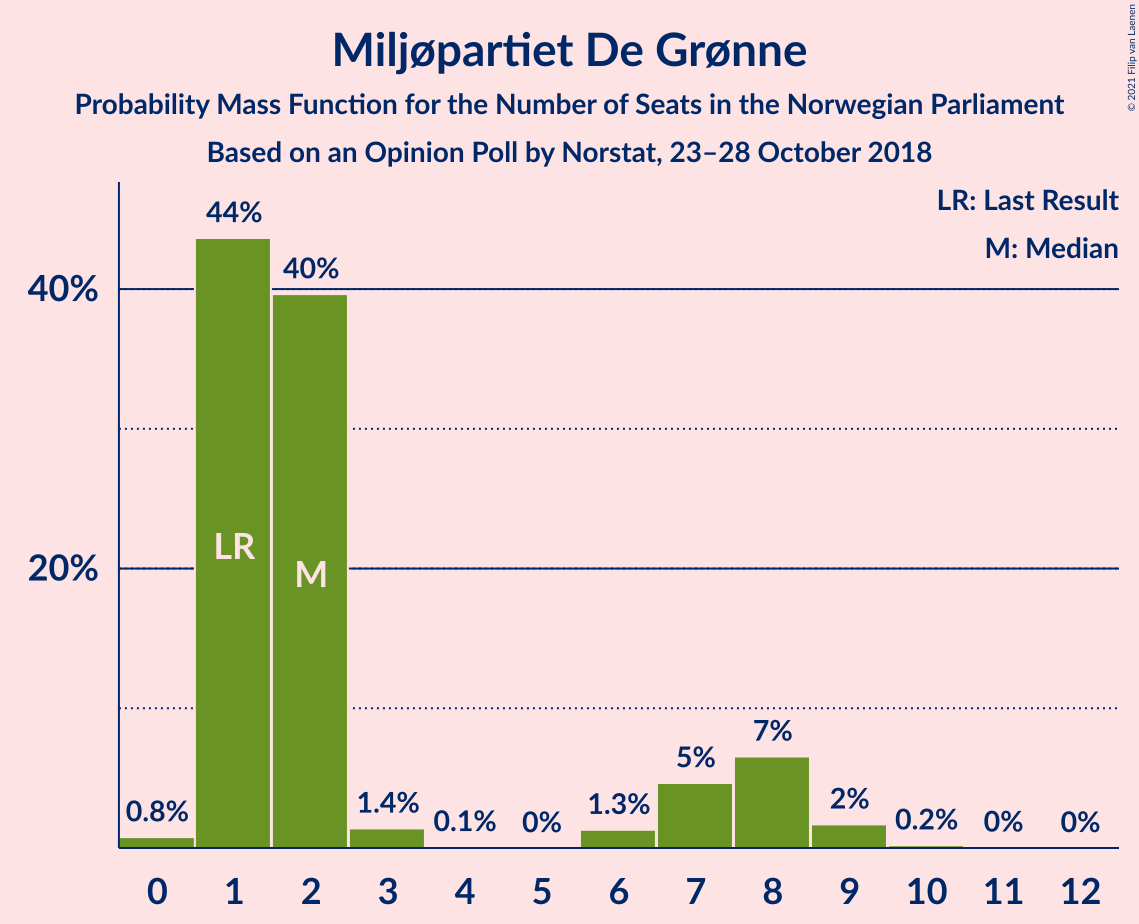 Miljøpartiet De Grønne
Probability Mass Function for the Number of Seats in the Norwegian Parliament
Based on an Opinion Poll by Norstat, 23–28 October 2018
© 2021 Filip van Laenen
LR: Last Result
M: Median
44%
40%
40%
LR
M
20%
7%
5%
0.8%
1.4%
0.1%
0%
1.3%
2%
0.2%
0%
0%
0 1 2 3 4 5 6 7 8 9 10 11 12